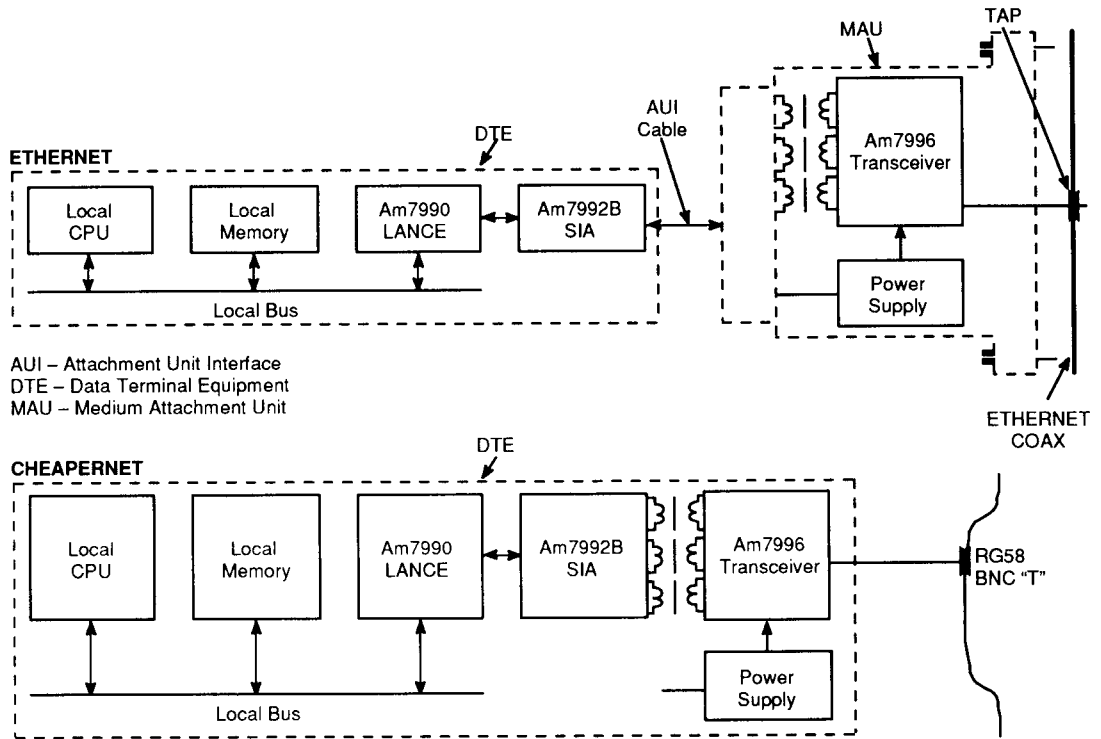 TAP
MAU
AUI
Cable
DTE
ETHERNET
Local
CPU
Local
Memory
Am7990
LANCE
Am7992B
SIA
Am7996
Transceiver
Power
Supply
Local Bus
AUI – Attachment Unit Interface
DTE – Data Terminal Equipment
MAU – Medium Attachment Unit
ETHERNET
COAX
CHEAPERNET
DTE
Local
CPU
Local
Memory
Am7990
LANCE
Am7992B
SIA
Am7996
Transceiver
RG58
BNC “T”
Power
Supply
Local Bus